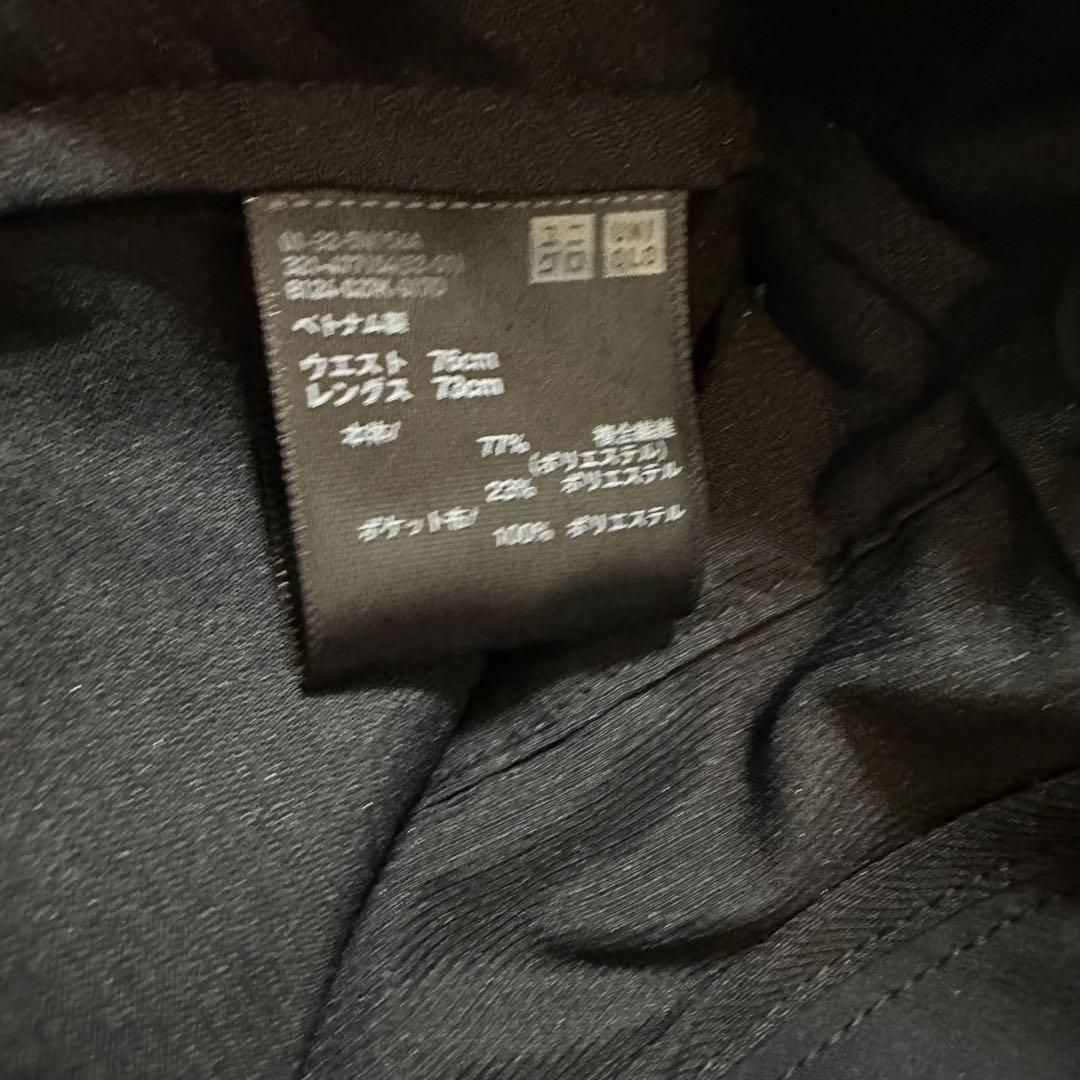 ユニ
クロ
UNI
QLO
ベトナム製
ウエスト 76cm
レングス 73cm
本体/
77% 複合繊維
(ポリエステル)
23% ポリエステル
ポケット布/
100% ポリエステル